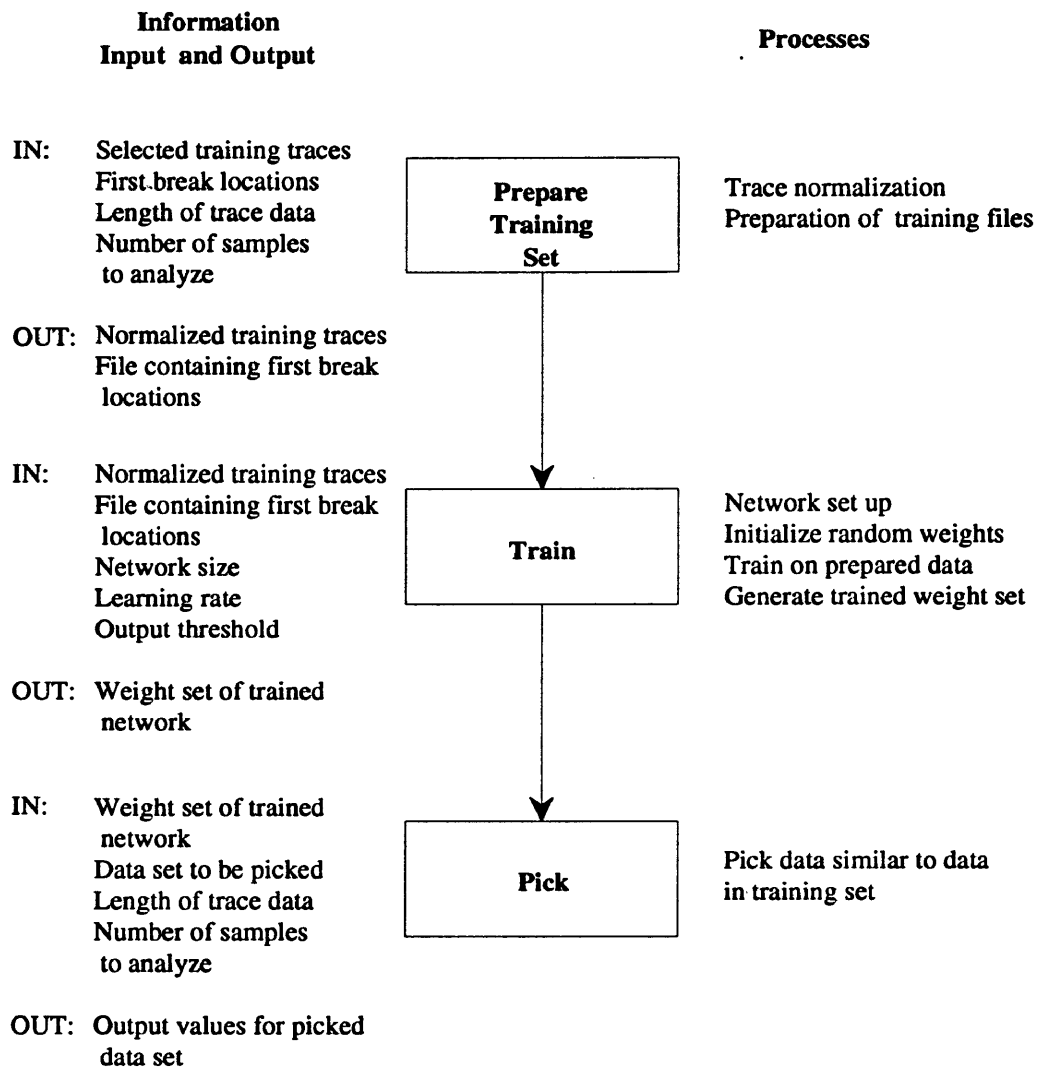 Information
Input and Output
Processes
IN: Selected training traces
First break locations
Length of trace data
Number of samples
to analyze
Prepare
Training
Set
Trace normalization
Preparation of training files
OUT: Normalized training traces
File containing first break
locations
IN: Normalized training traces
File containing first break
locations
Network size
Learning rate
Output threshold
Train
Network set up
Initialize random weights
Train on prepared data
Generate trained weight set
OUT: Weight set of trained
network
IN: Weight set of trained
network
Data set to be picked
Length of trace data
Number of samples
to analyze
Pick
Pick data similar to data
in training set
OUT: Output values for picked
data set